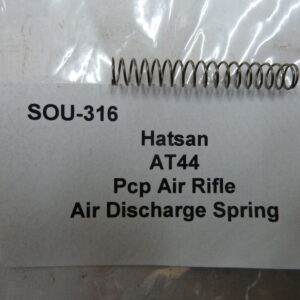 SOU-316
Hatsan
AT44
Pcp Air Rifle
Air Discharge Spring